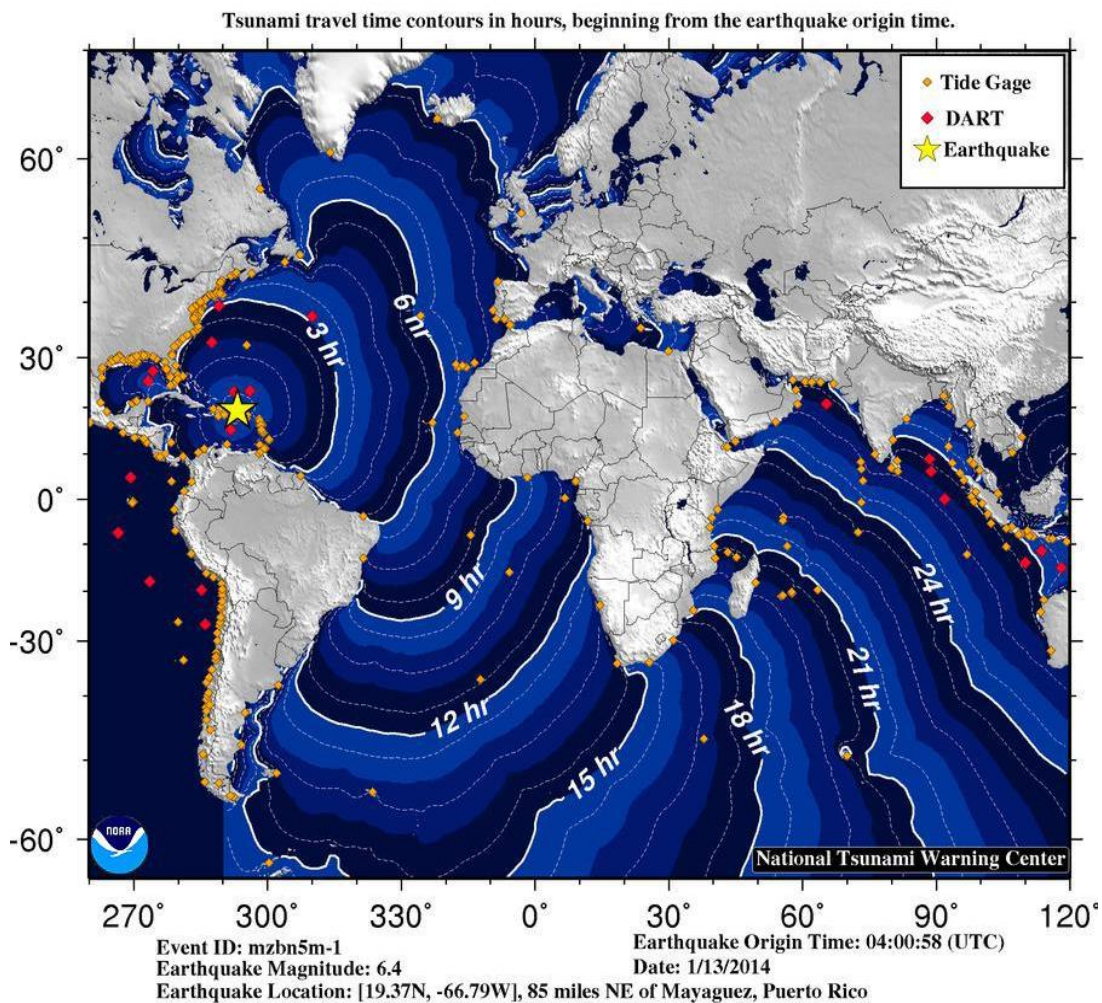 Tsunami travel time contours in hours, beginning from the earthquake origin time.
Tide Gage
DART
Earthquake
60°
30°
0°
-30°
-60°
3 hr
6 hr
9 hr
12 hr
15 hr
18 hr
21 hr
24 hr
NOAA
National Tsunami Warning Center
270° 300° 330° 0° 30° 60° 90° 120°
Event ID: mzbn5m-1
Earthquake Magnitude: 6.4
Earthquake Location: [19.37N, -66.79W], 85 miles NE of Mayaguez, Puerto Rico
Earthquake Origin Time: 04:00:58 (UTC)
Date: 1/13/2014